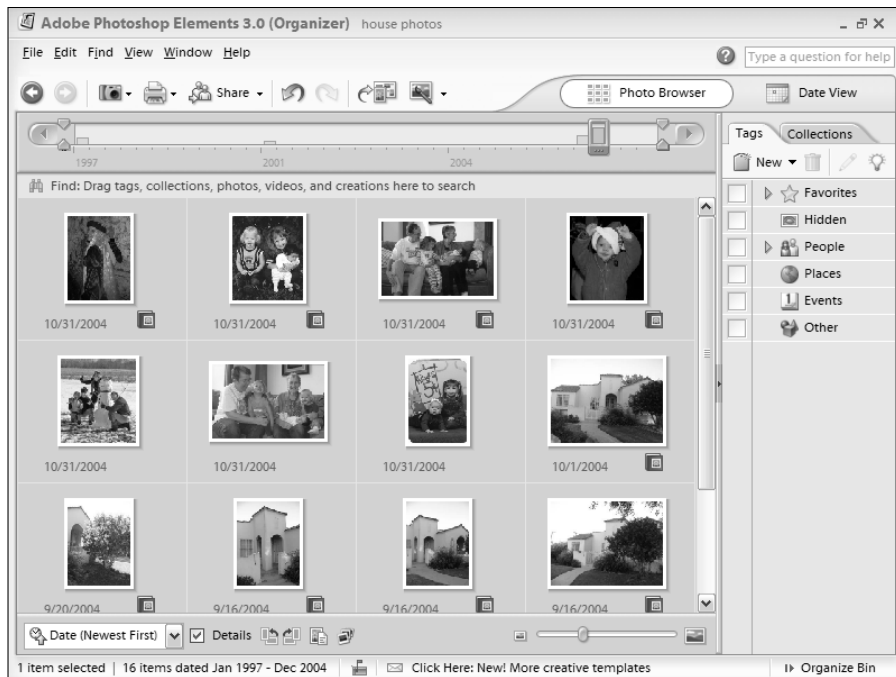 Adobe Photoshop Elements 3.0 (Organizer) house photos
File Edit Find View Window Help
Type a question for help
Share
Photo Browser
Date View
1997 2001 2004
Tags Collections
New
Find: Drag tags, collections, photos, videos, and creations here to search
Favorites
Hidden
People
Places
Events
Other
10/31/2004 10/31/2004 10/31/2004 10/31/2004
10/31/2004 10/31/2004 10/31/2004 10/1/2004
9/20/2004 9/16/2004 9/16/2004 9/16/2004
Date (Newest First) Details
1 item selected | 16 items dated Jan 1997 - Dec 2004 Click Here: New! More creative templates Organize Bin